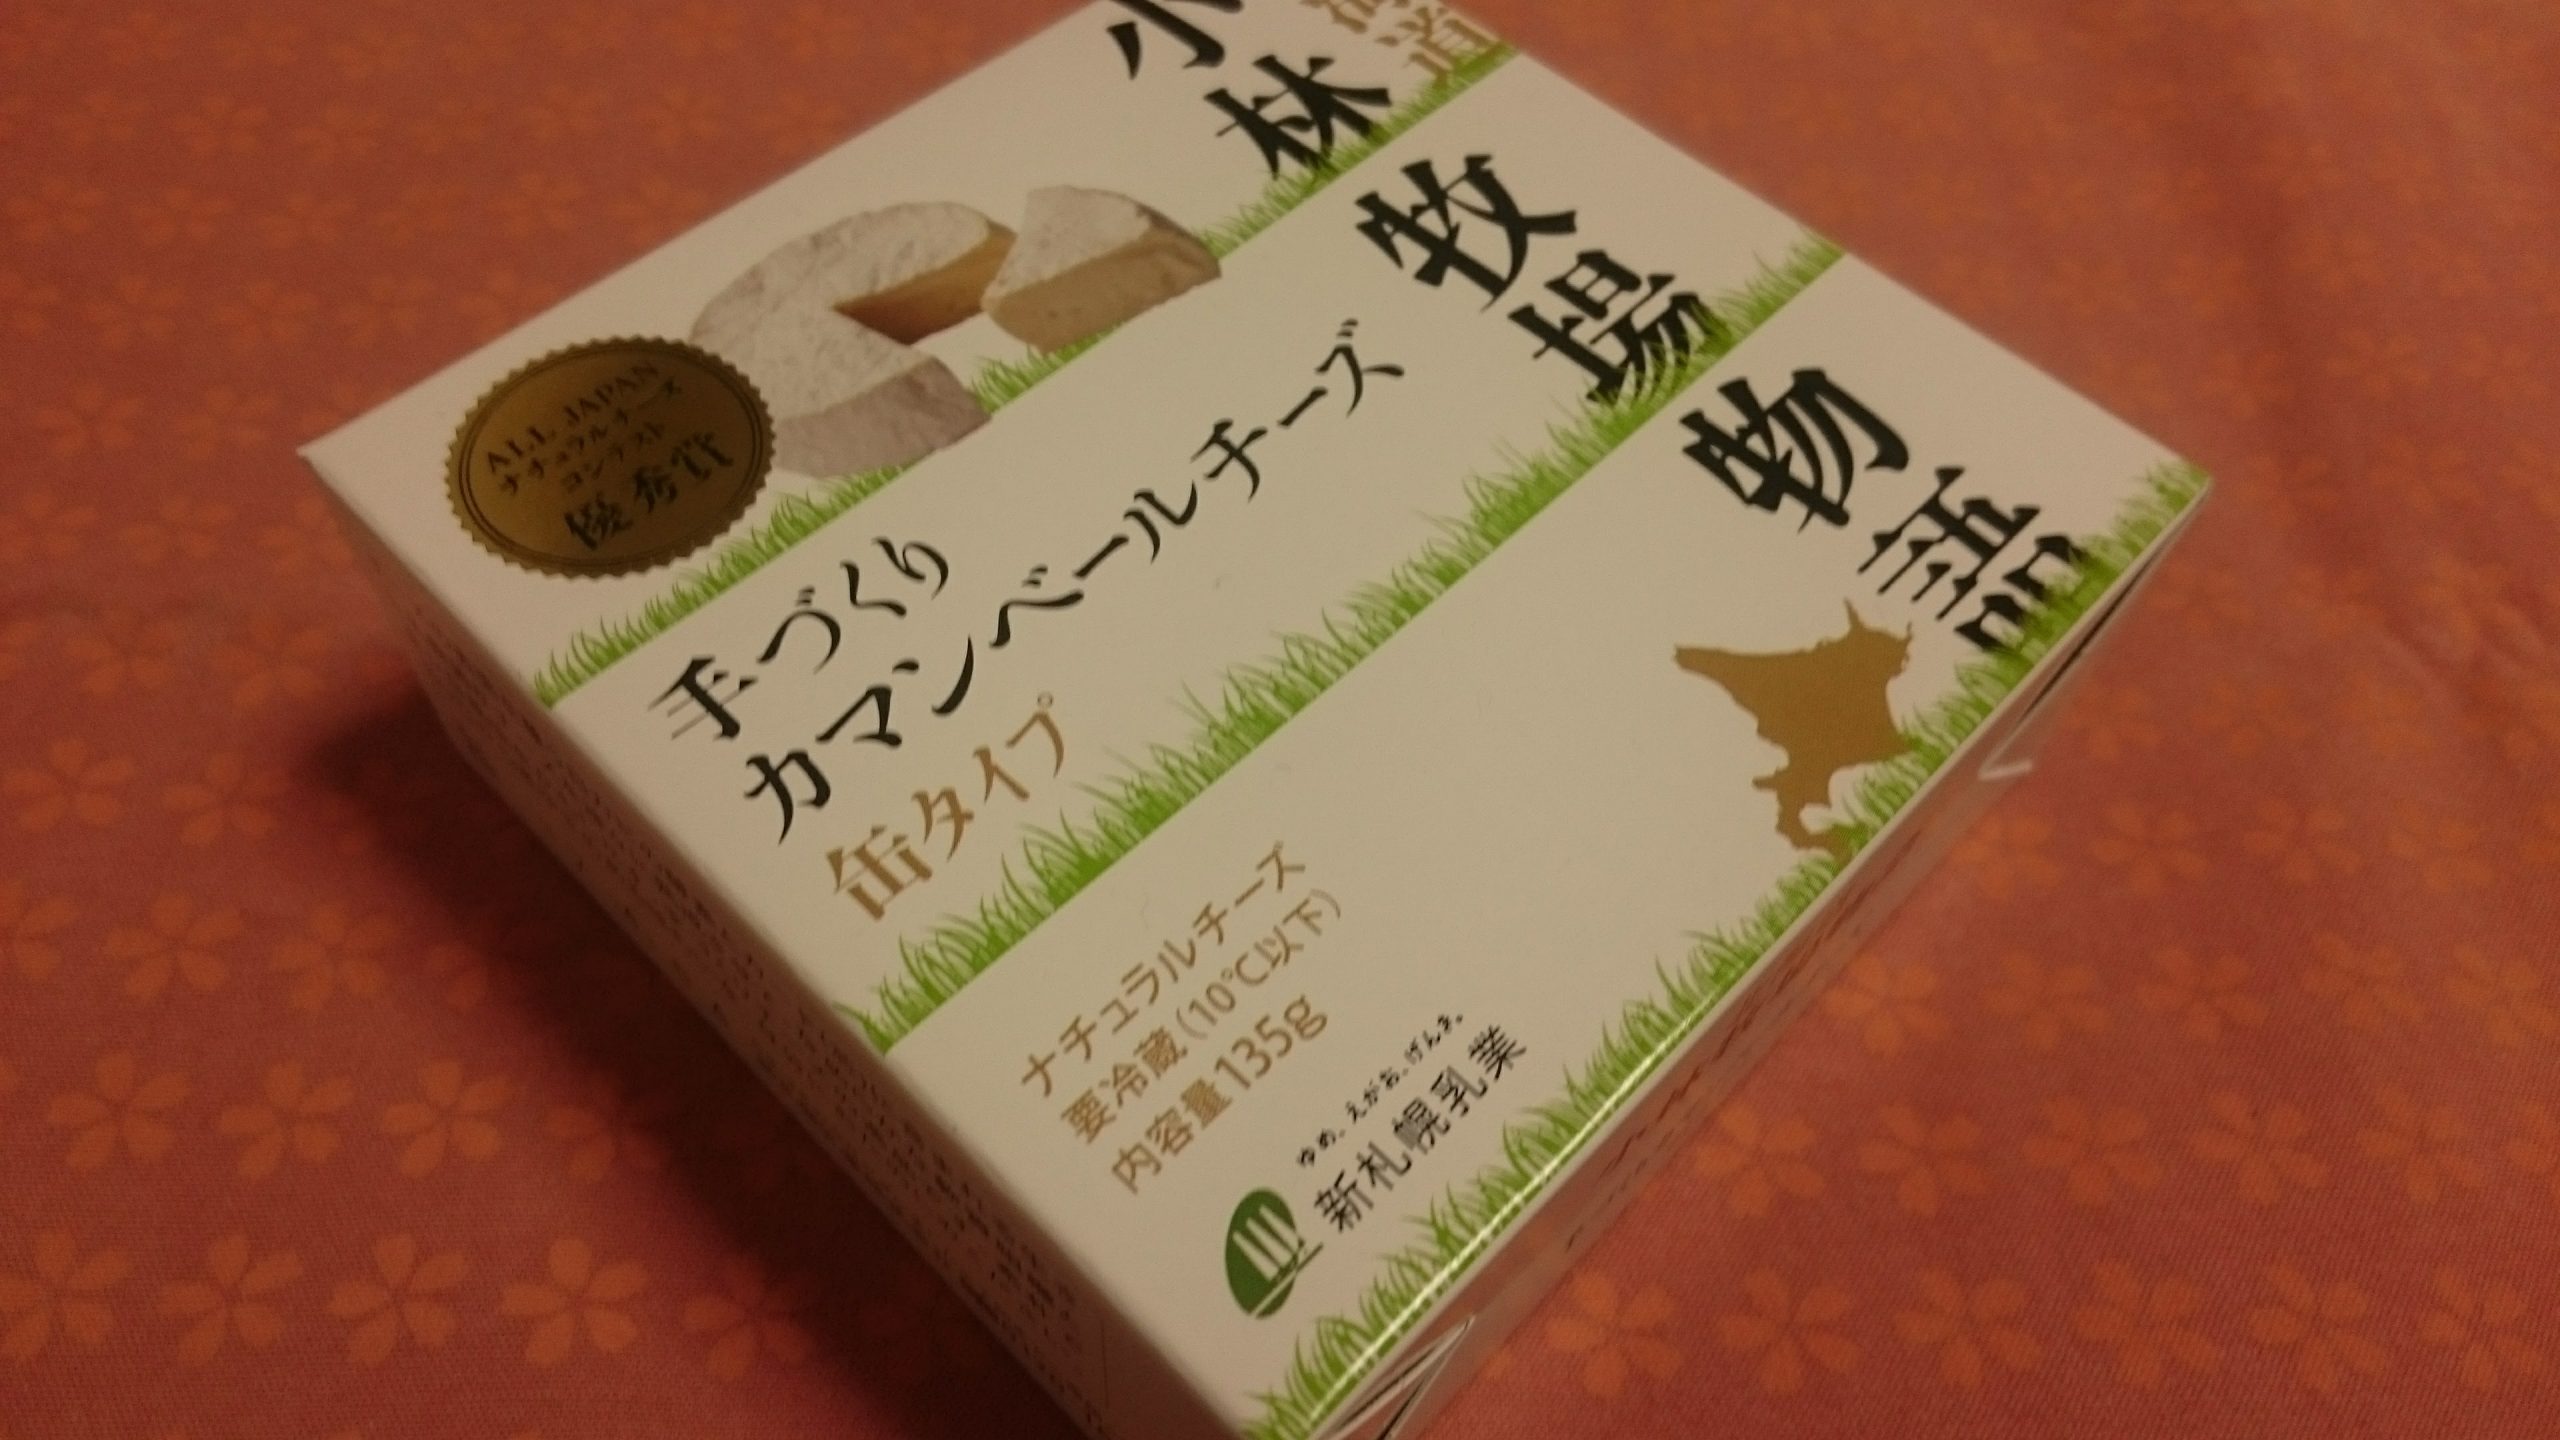 道
小林
牧場
物語
ALL JAPAN
ナチュラルチーズ
コンテスト
優秀賞
手づくり
カマンベールチーズ
缶タイプ
ナチュラルチーズ
要冷蔵(10℃以下)
内容量135g
ゆめ、えがお、げんき。
新札幌乳業